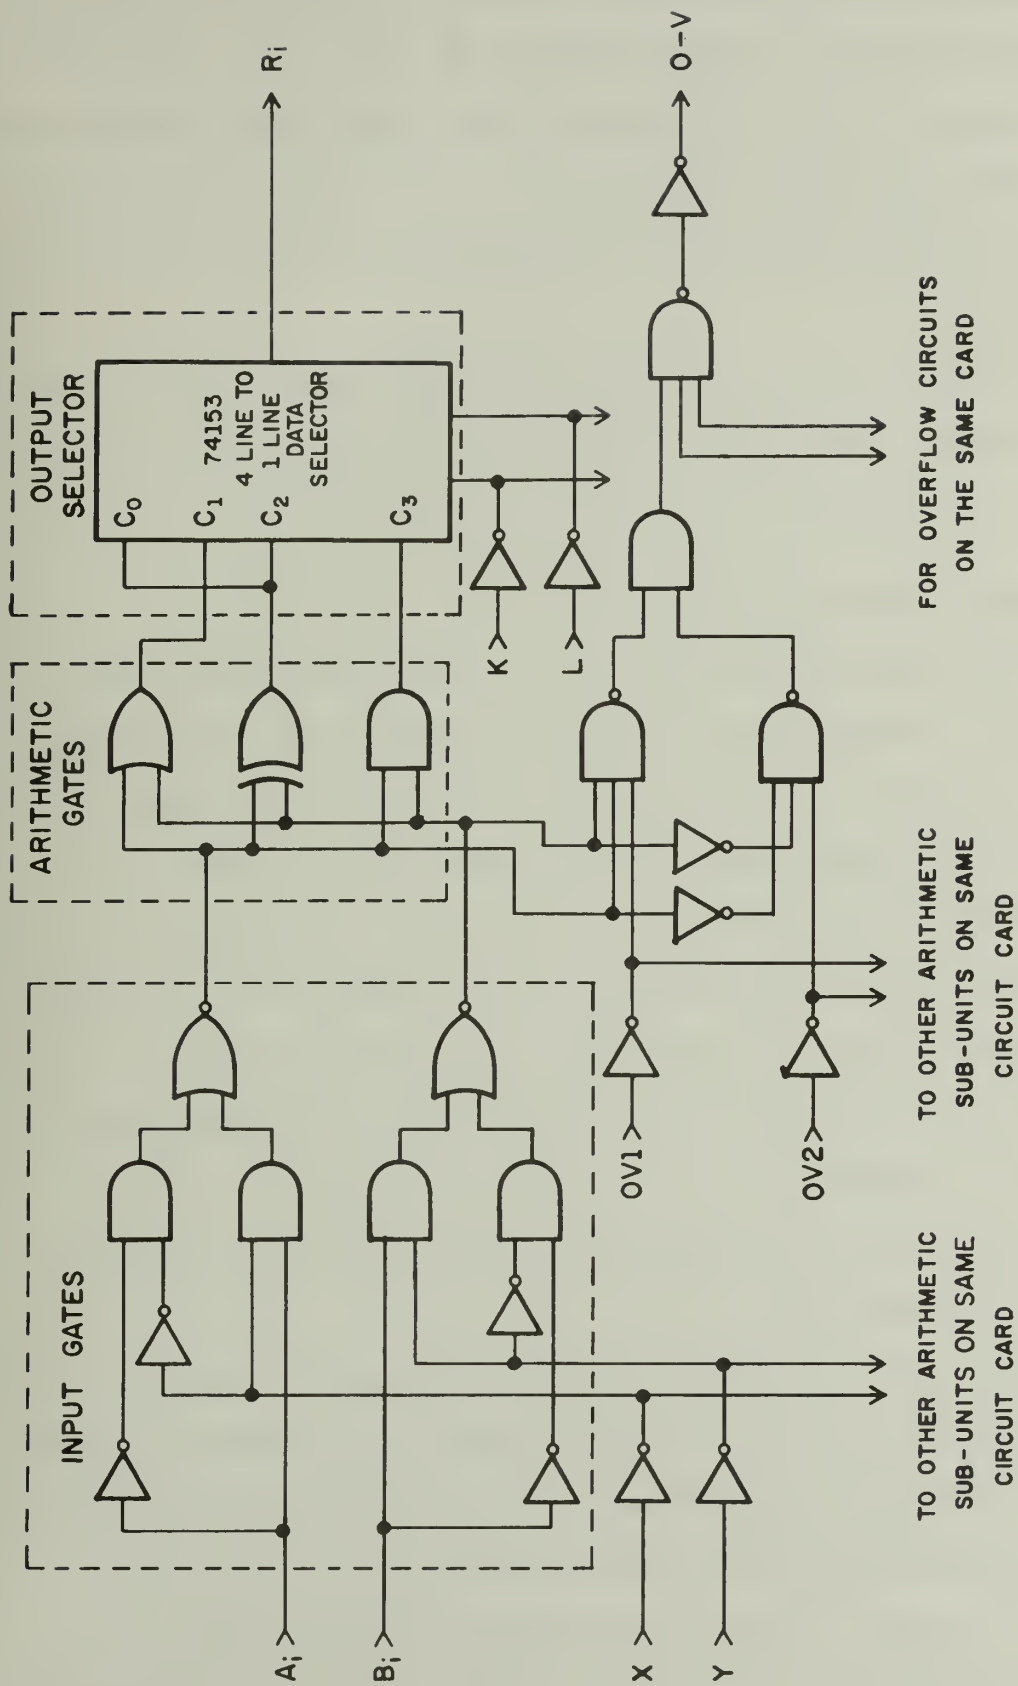 INPUT GATES
ARITHMETIC
GATES
OUTPUT
SELECTOR
C0
C1
C2
C3
74153
4 LINE TO
1 LINE
DATA
SELECTOR
Ri
Ai
Bi
X
Y
K
L
OV1
OV2
O-V
TO OTHER ARITHMETIC
SUB-UNITS ON SAME
CIRCUIT CARD
TO OTHER ARITHMETIC
SUB-UNITS ON SAME
CIRCUIT CARD
FOR OVERFLOW CIRCUITS
ON THE SAME CARD